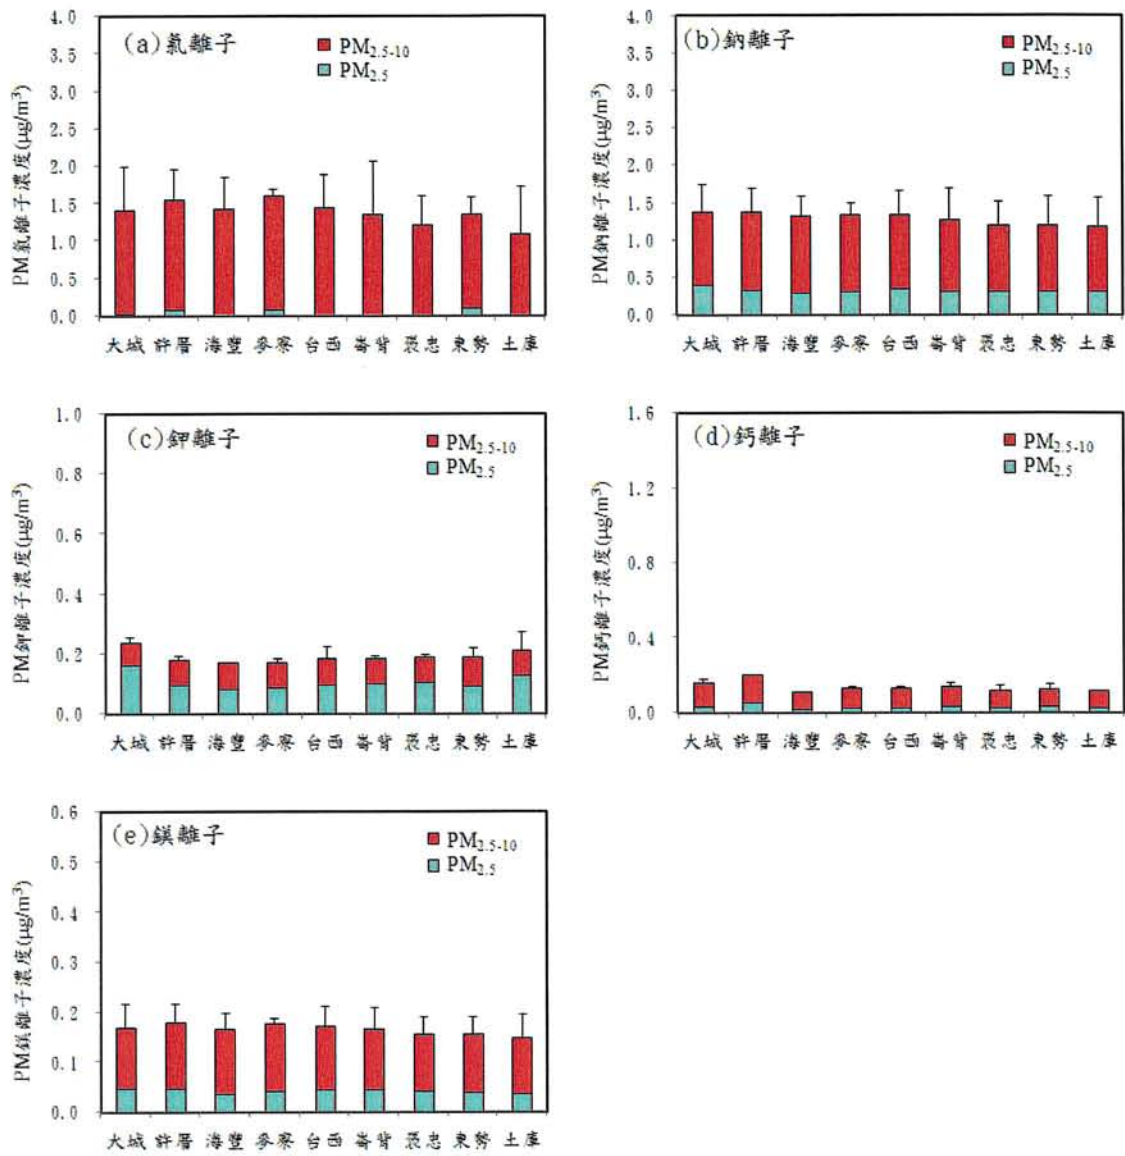 PM氯離子濃度(μg/m³)
4.0
3.5
3.0
2.5
2.0
1.5
1.0
0.5
0.0
(a)氯離子
PM₂.₅₋₁₀
PM₂.₅
大城 許厝 海豐 麥寮 台西 崙背 褒忠 東勢 土庫
PM鈉離子濃度(μg/m³)
4.0
3.5
3.0
2.5
2.0
1.5
1.0
0.5
0.0
(b)鈉離子
PM₂.₅₋₁₀
PM₂.₅
大城 許厝 海豐 麥寮 台西 崙背 褒忠 東勢 土庫
PM鉀離子濃度(μg/m³)
1.0
0.8
0.6
0.4
0.2
0.0
(c)鉀離子
PM₂.₅₋₁₀
PM₂.₅
大城 許厝 海豐 麥寮 台西 崙背 褒忠 東勢 土庫
PM鈣離子濃度(μg/m³)
1.6
1.2
0.8
0.4
0.0
(d)鈣離子
PM₂.₅₋₁₀
PM₂.₅
大城 許厝 海豐 麥寮 台西 崙背 褒忠 東勢 土庫
PM鎂離子濃度(μg/m³)
0.6
0.5
0.4
0.3
0.2
0.1
0.0
(e)鎂離子
PM₂.₅₋₁₀
PM₂.₅
大城 許厝 海豐 麥寮 台西 崙背 褒忠 東勢 土庫